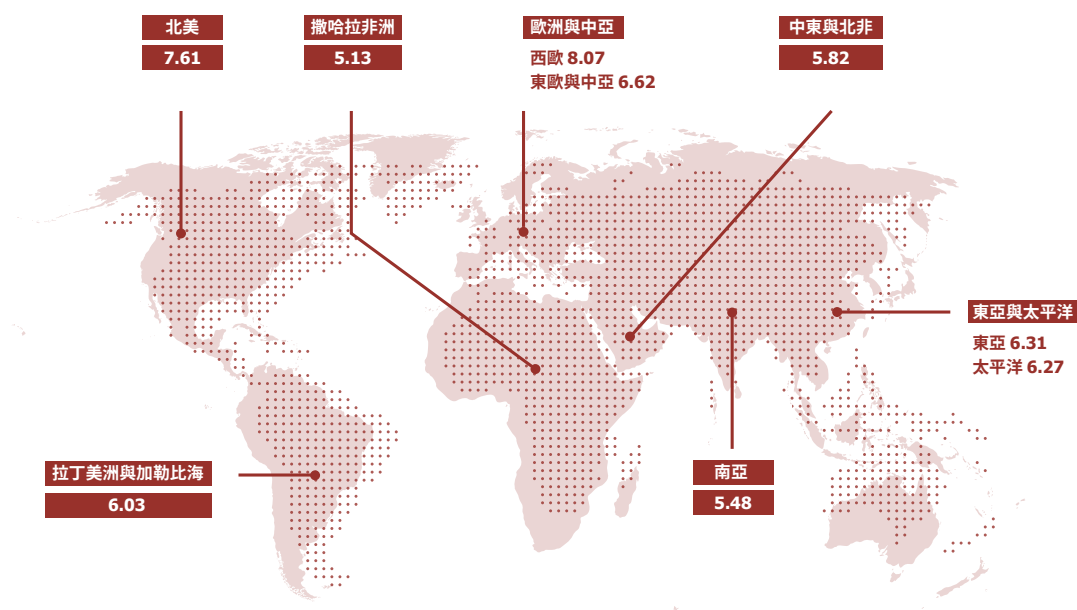 北美
7.61
撒哈拉非洲
5.13
歐洲與中亞
西歐 8.07
東歐與中亞 6.62
中東與北非
5.82
東亞與太平洋
東亞 6.31
太平洋 6.27
拉丁美洲與加勒比海
6.03
南亞
5.48